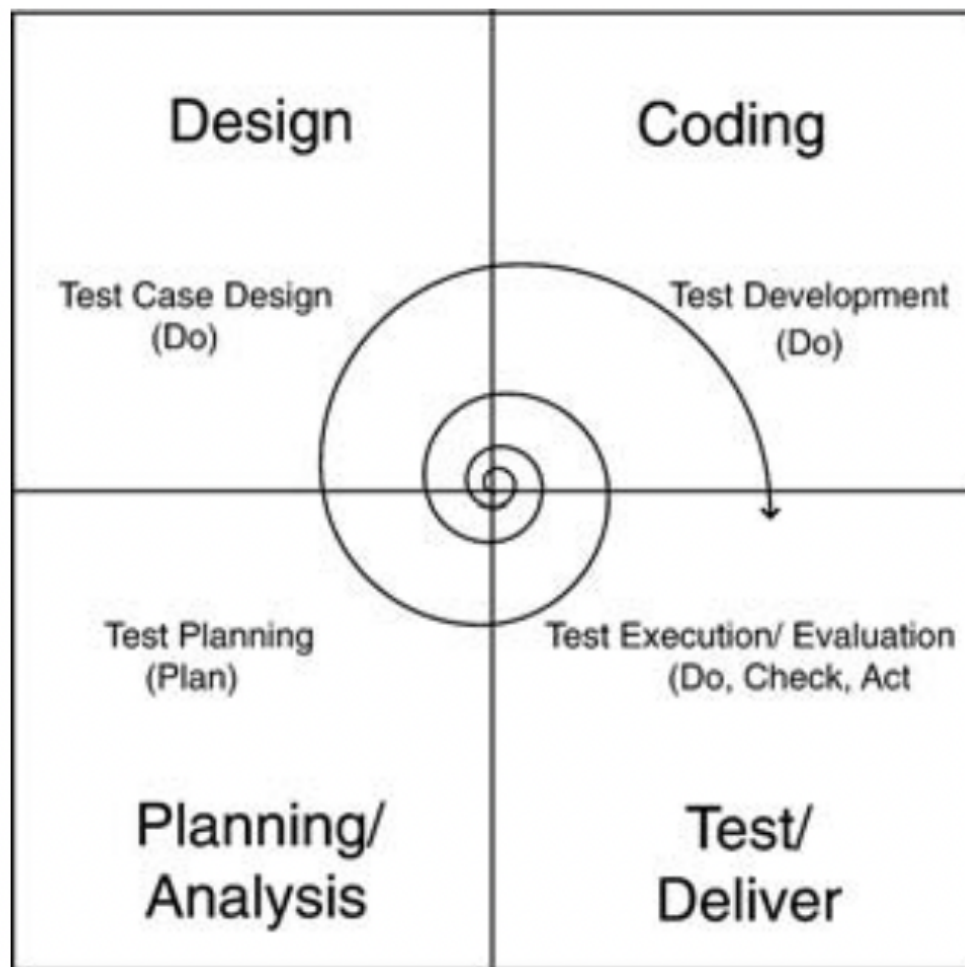 Design
Coding
Test Case Design
(Do)
Test Development
(Do)
Test Planning
(Plan)
Test Execution/ Evaluation
(Do, Check, Act
Planning/
Analysis
Test/
Deliver